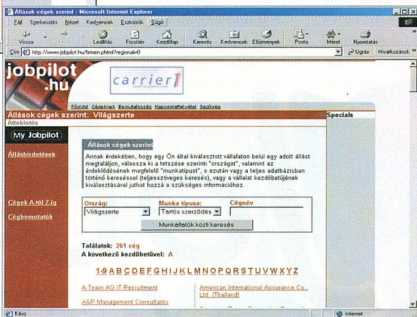 Állások cégek szerint - Microsoft Internet Explorer
Fájl Szerkesztés Nézet Kedvencek Eszközök Súgó
Vissza Leállítás Frissítés Kezdőlap Keresés Kedvencek Előzmények Posta Méret Nyomtatás
Cím http://www.jobpilot.hu/firmen.phtml?regional=0 Ugrás Hivatkozások
jobpilot
.hu
carrier1
Főoldal Cégeknek Bemutatkozás Kapcsolatfelvétel Segítség
Állások cégek szerint: Világszerte
Áttekintés
Specials
(My Jobpilot)
Álláshirdetések
Cégek A-tól Z-ig
Cégbemutatók
Állások cégek szerint
Annak érdekében, hogy egy Ön által kiválasztott vállalaton belül egy adott állást
megtaláljon, válassza ki a tetszése szerinti "országot", valamint az
érdeklődésének megfelelő "munkatípust", s ezután vagy a teljes adatbázisban
történő kereséssel (teljesszöveges keresés), vagy a vállalat kezdőbetűjének
kiválasztásával juthat hozzá a szükséges információhoz.
Ország: Munka típusa: Cégnév
Világszerte Tartós szerződés
Munkáltatók közti keresés
Találatok: 261 cég
A következő kezdőbetűvel: A
1-9 A B C D E F G H I J K L M N O P Q R S T U V W X Y Z
A Team AG-IT Recruitment
American International Assurance Co., Ltd. (Thailand)
A&P Management Consultants
Kész
Internet